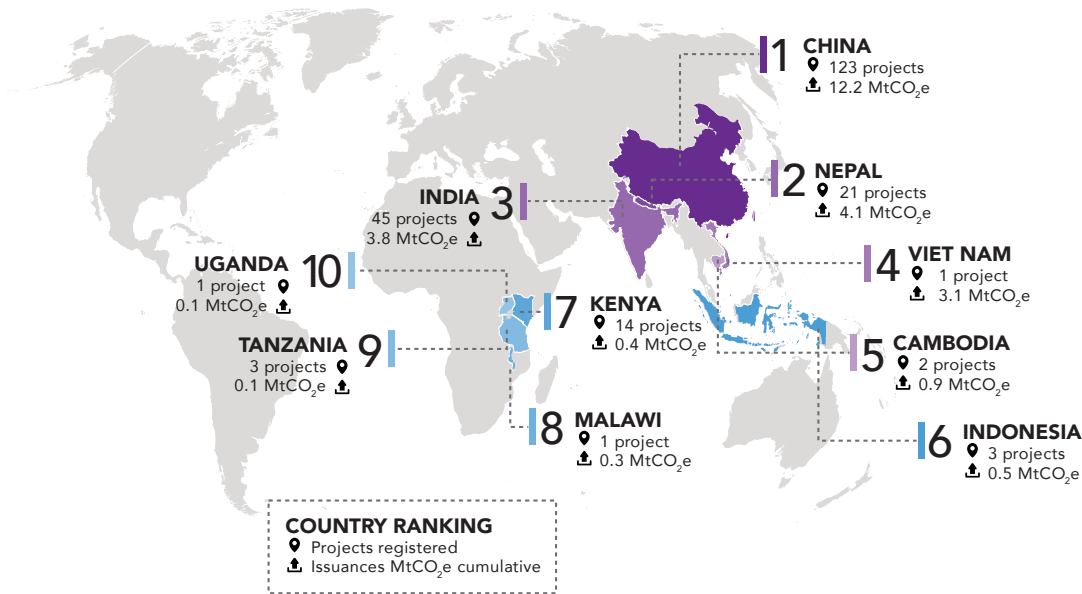 1 CHINA
123 projects
12.2 MtCO₂e
2 NEPAL
21 projects
4.1 MtCO₂e
INDIA 3
45 projects
3.8 MtCO₂e
4 VIET NAM
1 project
3.1 MtCO₂e
UGANDA 10
1 project
0.1 MtCO₂e
7 KENYA
14 projects
0.4 MtCO₂e
TANZANIA 9
3 projects
0.1 MtCO₂e
5 CAMBODIA
2 projects
0.9 MtCO₂e
8 MALAWI
1 project
0.3 MtCO₂e
6 INDONESIA
3 projects
0.5 MtCO₂e
COUNTRY RANKING
Projects registered
Issuances MtCO₂e cumulative